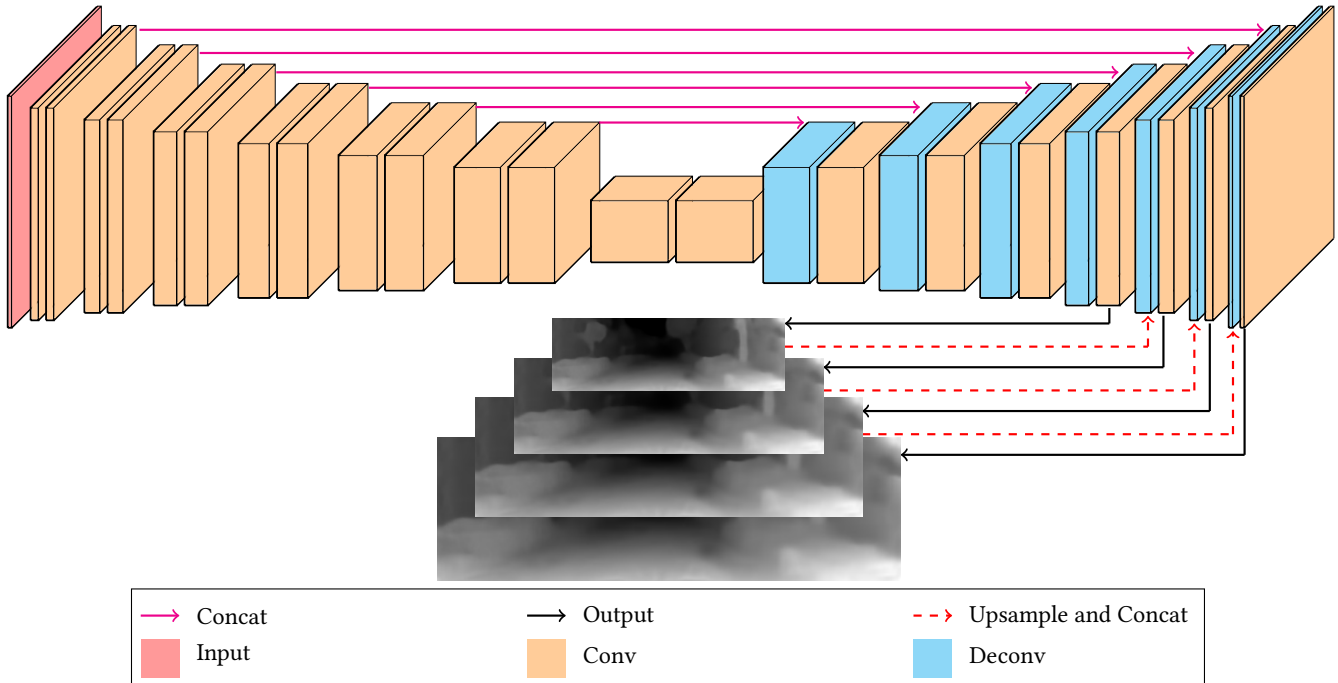 Concat
Output
Upsample and Concat
Input
Conv
Deconv